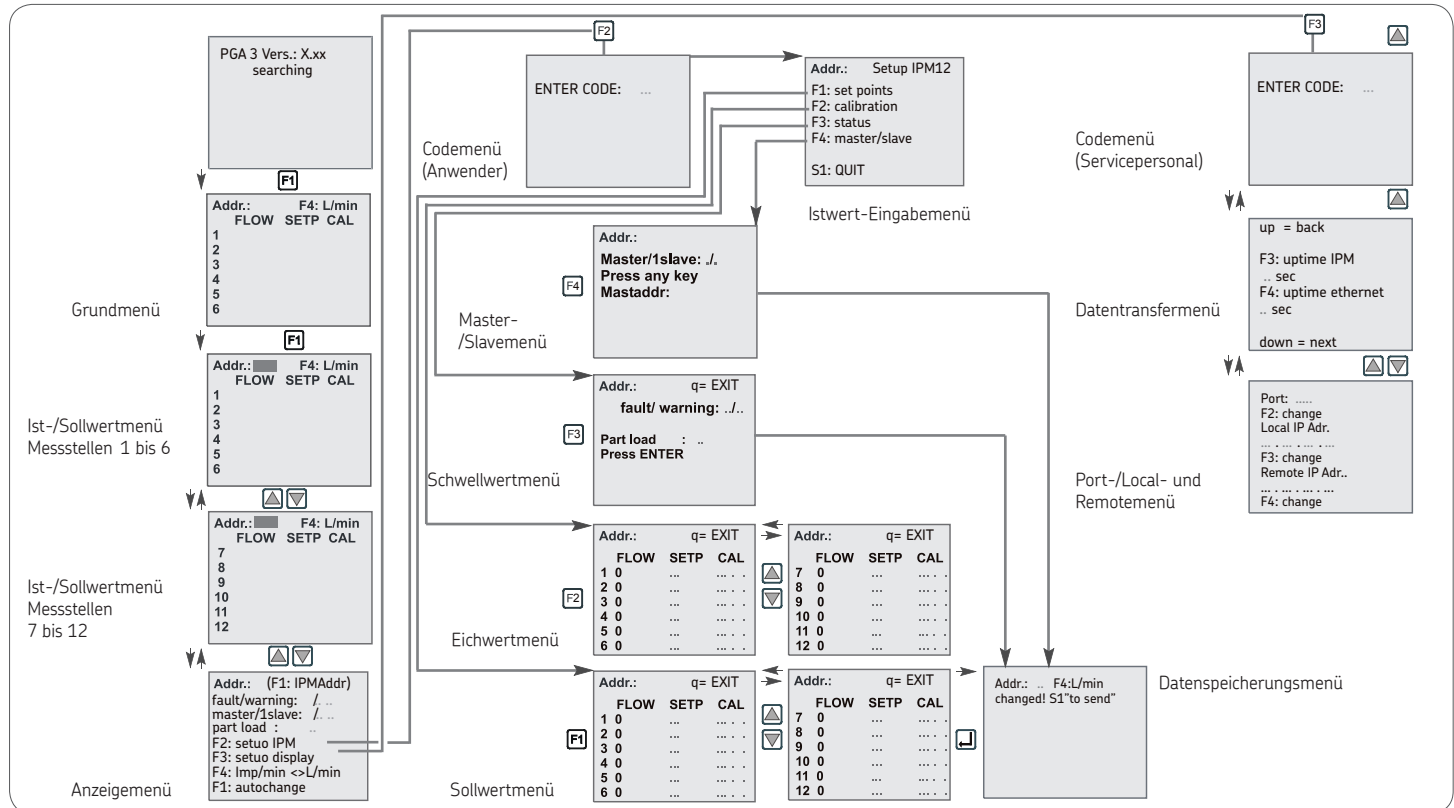 PGA 3 Vers.: X.xx
searching
F1
Addr.: F4: L/min
FLOW SETP CAL
1
2
3
4
5
6
Grundmenü
F1
Addr.: F4: L/min
FLOW SETP CAL
1
2
3
4
5
6
Ist-/Sollwertmenü
Messstellen 1 bis 6
Addr.: F4: L/min
FLOW SETP CAL
7
8
9
10
11
12
Ist-/Sollwertmenü
Messstellen
7 bis 12
Addr.: (F1: IPMAddr)
fault/warning: /.. ..
master/1slave: /.. ..
part load : ..
F2: setuo IPM
F3: setuo display
F4: Imp/min <>L/min
F1: autochange
Anzeigemenü
F2
ENTER CODE: ...
Codemenü
(Anwender)
Addr.: Setup IPM12
F1: set points
F2: calibration
F3: status
F4: master/slave
S1: QUIT
Istwert-Eingabemenü
Addr.:
Master/1slave: ./.
Press any key
Mastaddr:
F4
Master-
/Slavemenü
Addr.: q= EXIT
fault/ warning: ../..
Part load : ..
Press ENTER
F3
Schwellwertmenü
Addr.: q= EXIT
FLOW SETP CAL
1 0 ... ... . .
2 0 ... ... . .
3 0 ... ... . .
4 0 ... ... . .
5 0 ... ... . .
6 0 ... ... . .
F2
Eichwertmenü
Addr.: q= EXIT
FLOW SETP CAL
7 0 ... ... . .
8 0 ... ... . .
9 0 ... ... . .
10 0 ... ... . .
11 0 ... ... . .
12 0 ... ... . .
Addr.: q= EXIT
FLOW SETP CAL
1 0 ... ... . .
2 0 ... ... . .
3 0 ... ... . .
4 0 ... ... . .
5 0 ... ... . .
6 0 ... ... . .
F1
Sollwertmenü
Addr.: q= EXIT
FLOW SETP CAL
7 0 ... ... . .
8 0 ... ... . .
9 0 ... ... . .
10 0 ... ... . .
11 0 ... ... . .
12 0 ... ... . .
Addr.: .. F4:L/min
changed! S1"to send"
Datenspeicherungsmenü
F3
ENTER CODE: ...
Codemenü
(Servicepersonal)
up = back
F3: uptime IPM
.. sec
F4: uptime ethernet
.. sec
down = next
Datentransfermenü
Port: .....
F2: change
Local IP Adr.
... . ... . ... . ...
F3: change
Remote IP Adr..
... . ... . ... . ...
F4: change
Port-/Local- und
Remotemenü